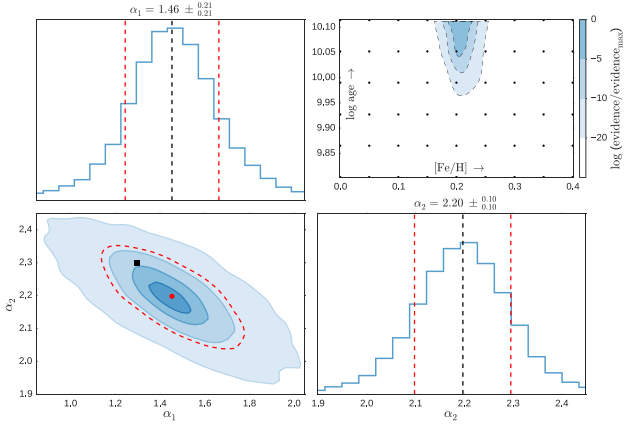 α₁ = 1.46 ± 0.21 0.21
10.10
10.05
10,00
9.95
9.90
9.85
log age →
[Fe/H] →
0.0 0.1 0.2 0.3 0.4
0
−5
−10
−20
log (evidence/evidence_max)
2.4
2.3
2.2
2.1
2.0
1.9
α₂
1,0 1.2 1.4 1.6 1.8 2.0
α₁
α₂ = 2.20 ± 0.10 0.10
1.9 2.0 2.1 2.2 2.3 2.4
α₂